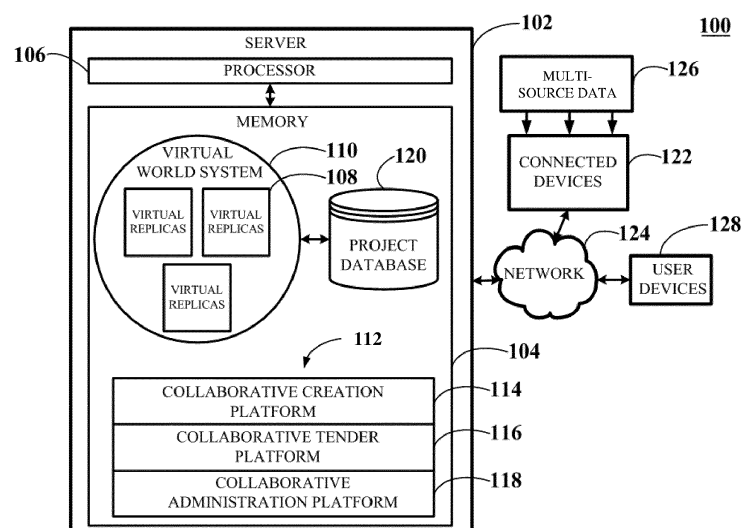 100
102
SERVER
106
PROCESSOR
MULTI-
SOURCE DATA
126
MEMORY
VIRTUAL
WORLD SYSTEM
110
108
120
CONNECTED
DEVICES
122
VIRTUAL
REPLICAS
VIRTUAL
REPLICAS
PROJECT
DATABASE
VIRTUAL
REPLICAS
124
NETWORK
128
USER
DEVICES
112
104
COLLABORATIVE CREATION
PLATFORM
114
COLLABORATIVE TENDER
PLATFORM
116
COLLABORATIVE
ADMINISTRATION PLATFORM
118